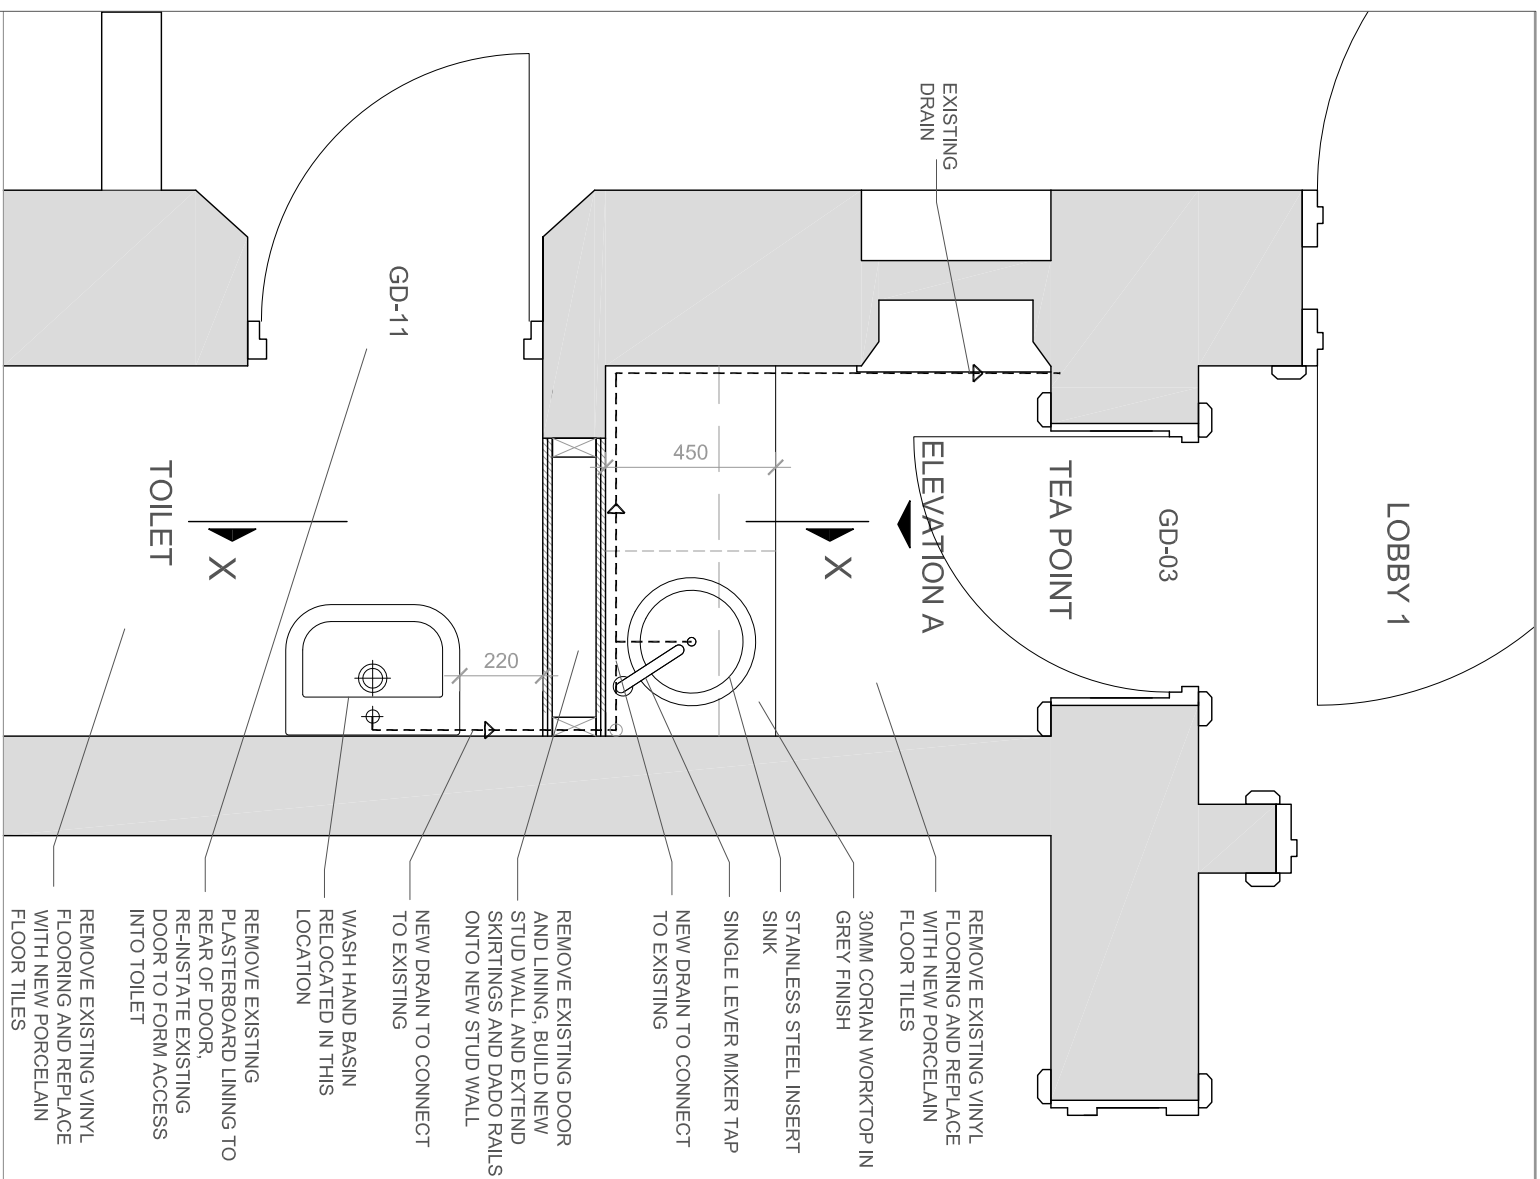 LOBBY 1
GD-03
TEA POINT
ELEVATION A
X
EXISTING
DRAIN
450
220
GD-11
X
TOILET
REMOVE EXISTING VINYL
FLOORING AND REPLACE
WITH NEW PORCELAIN
FLOOR TILES
30MM CORIAN WORKTOP IN
GREY FINISH
STAINLESS STEEL INSERT
SINK
SINGLE LEVER MIXER TAP
NEW DRAIN TO CONNECT
TO EXISTING
REMOVE EXISTING DOOR
AND LINING, BUILD NEW
STUD WALL AND EXTEND
SKIRTINGS AND DADO RAILS
ONTO NEW STUD WALL
NEW DRAIN TO CONNECT
TO EXISTING
WASH HAND BASIN
RELOCATED IN THIS
LOCATION
REMOVE EXISTING
PLASTERBOARD LINING TO
REAR OF DOOR,
RE-INSTATE EXISTING
DOOR TO FORM ACCESS
INTO TOILET
REMOVE EXISTING VINYL
FLOORING AND REPLACE
WITH NEW PORCELAIN
FLOOR TILES